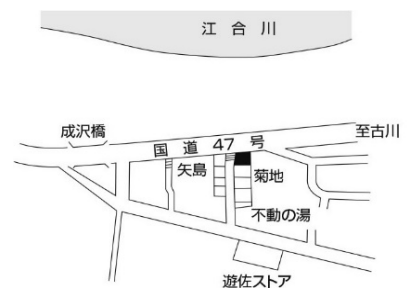 江合川
成沢橋
国道47号
至古川
矢島
菊地
不動の湯
遊佐ストア